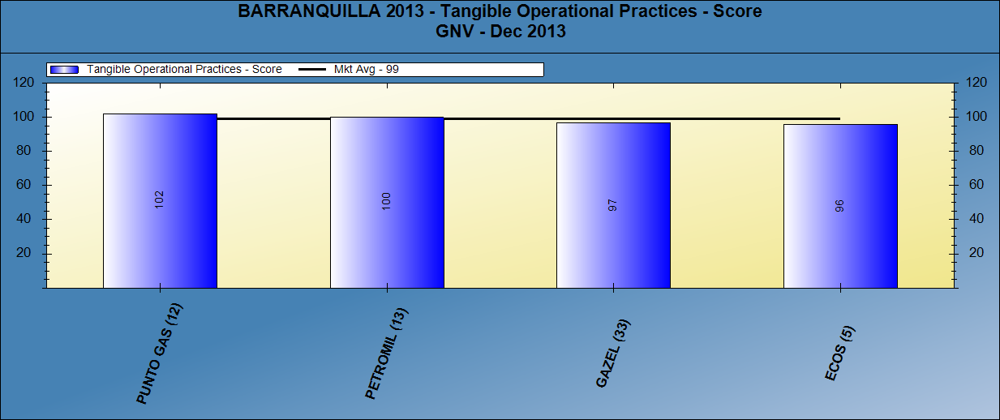 BARRANQUILLA 2013 - Tangible Operational Practices - Score
GNV - Dec 2013
Tangible Operational Practices - Score
Mkt Avg - 99
120
100
80
60
40
20
120
100
80
60
40
20
102
100
97
96
PUNTO GAS (12)
PETROMIL (13)
GAZEL (33)
ECOS (5)